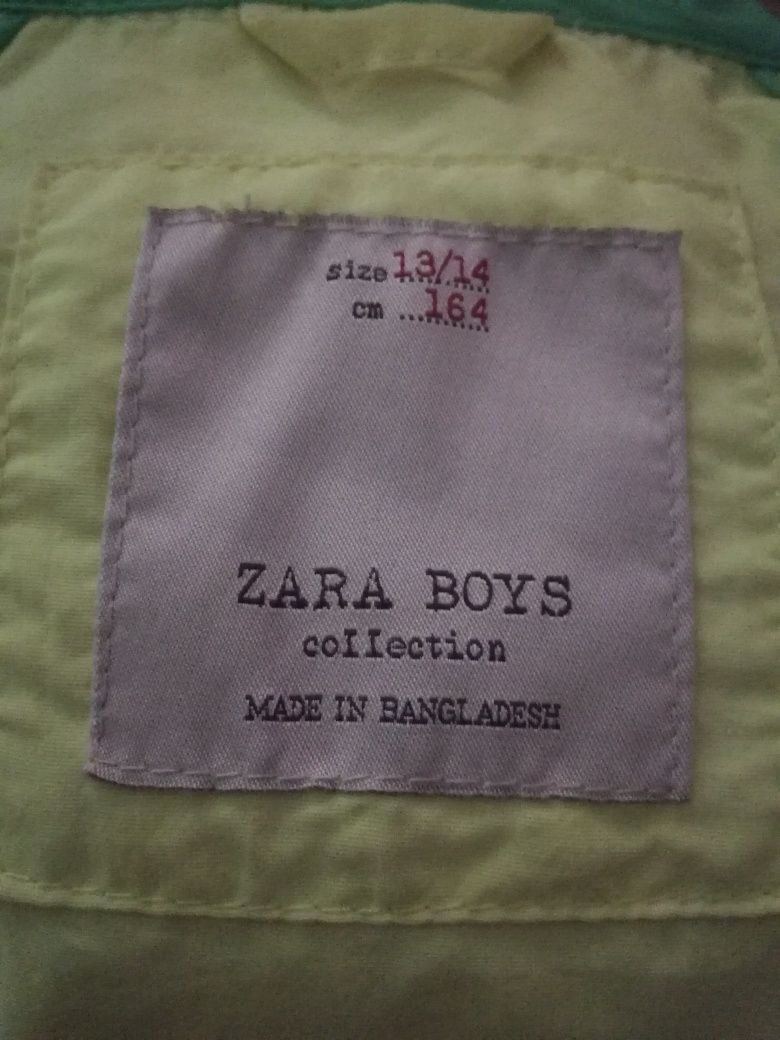 size 13/14
cm ...164
ZARA BOYS
collection
MADE IN BANGLADESH